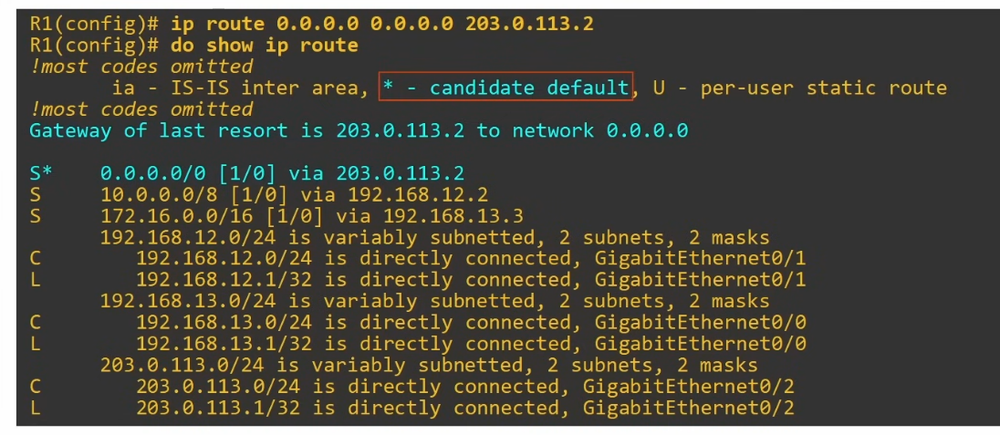 R1(config)# ip route 0.0.0.0 0.0.0.0 203.0.113.2
R1(config)# do show ip route
!most codes omitted
ia - IS-IS inter area, * - candidate default, U - per-user static route
!most codes omitted
Gateway of last resort is 203.0.113.2 to network 0.0.0.0
S* 0.0.0.0/0 [1/0] via 203.0.113.2
S 10.0.0.0/8 [1/0] via 192.168.12.2
S 172.16.0.0/16 [1/0] via 192.168.13.3
192.168.12.0/24 is variably subnetted, 2 subnets, 2 masks
C 192.168.12.0/24 is directly connected, GigabitEthernet0/1
L 192.168.12.1/32 is directly connected, GigabitEthernet0/1
192.168.13.0/24 is variably subnetted, 2 subnets, 2 masks
C 192.168.13.0/24 is directly connected, GigabitEthernet0/0
L 192.168.13.1/32 is directly connected, GigabitEthernet0/0
203.0.113.0/24 is variably subnetted, 2 subnets, 2 masks
C 203.0.113.0/24 is directly connected, GigabitEthernet0/2
L 203.0.113.1/32 is directly connected, GigabitEthernet0/2